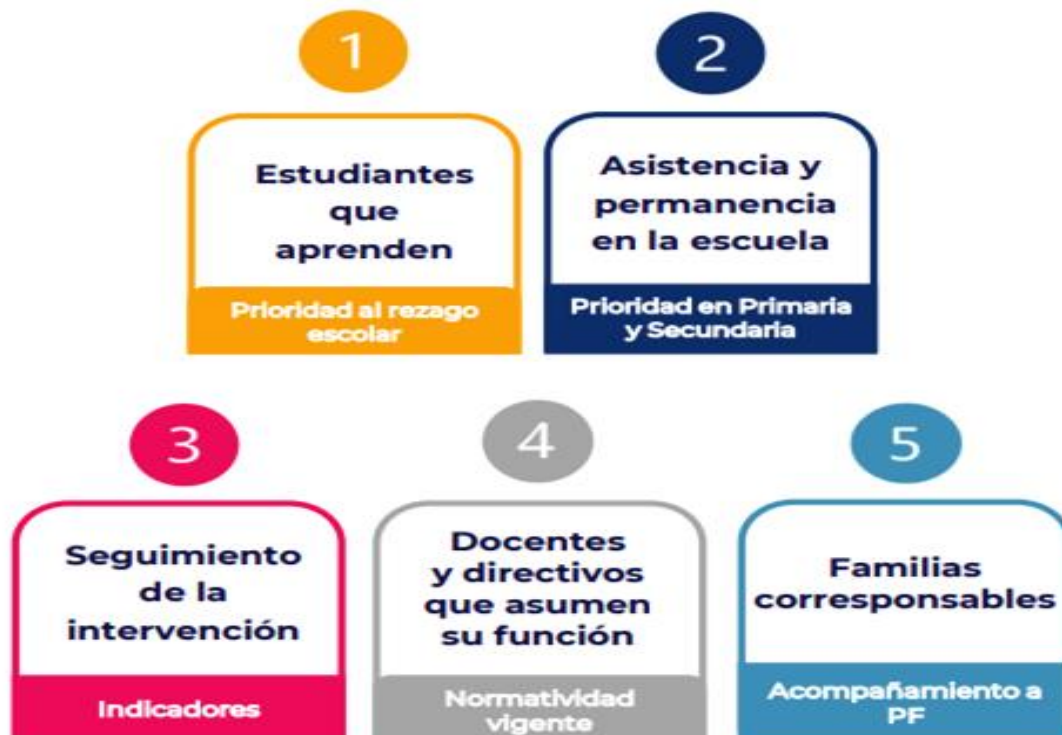 1
Estudiantes
que
aprenden
Prioridad al rezago
escolar
2
Asistencia y
permanencia
en la escuela
Prioridad en Primaria
y Secundaria
3
Seguimiento
de la
intervención
Indicadores
4
Docentes
y directivos
que asumen
su función
Normatividad
vigente
5
Familias
corresponsables
Acompañamiento a
PF